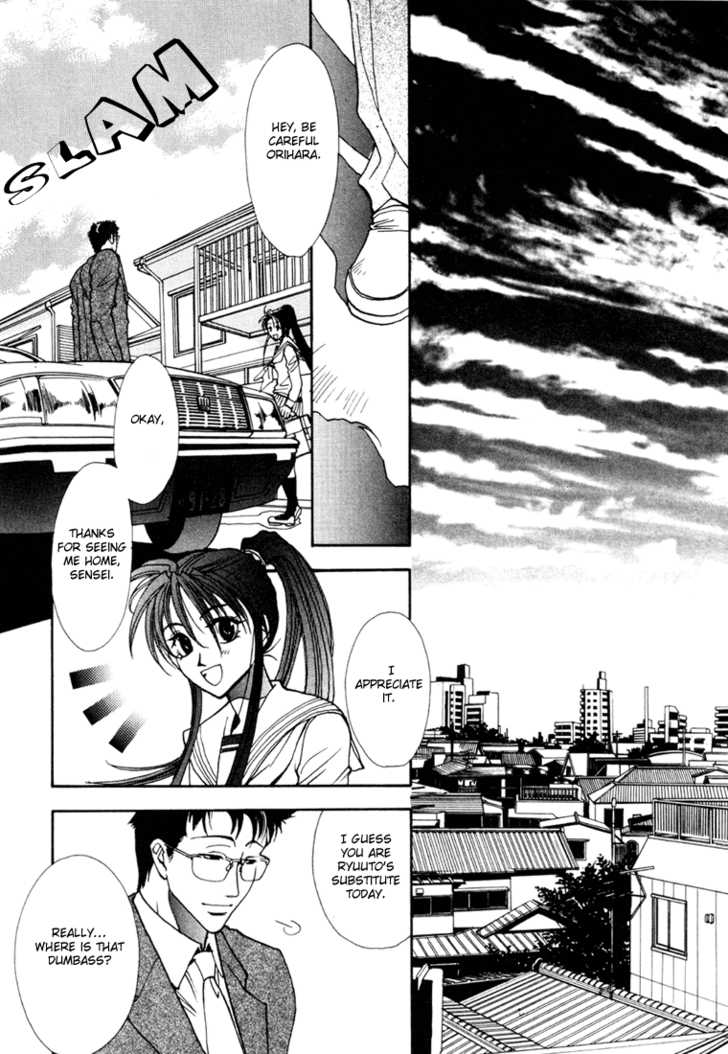 HEY, BE
CAREFUL
ORIHARA.
SLAM
OKAY,
THANKS
FOR SEEING
ME HOME,
SENSEI.
I
APPRECIATE
IT.
I GUESS
YOU ARE
RYUUTO'S
SUBSTITUTE
TODAY.
REALLY...
WHERE IS THAT
DUMBASS?